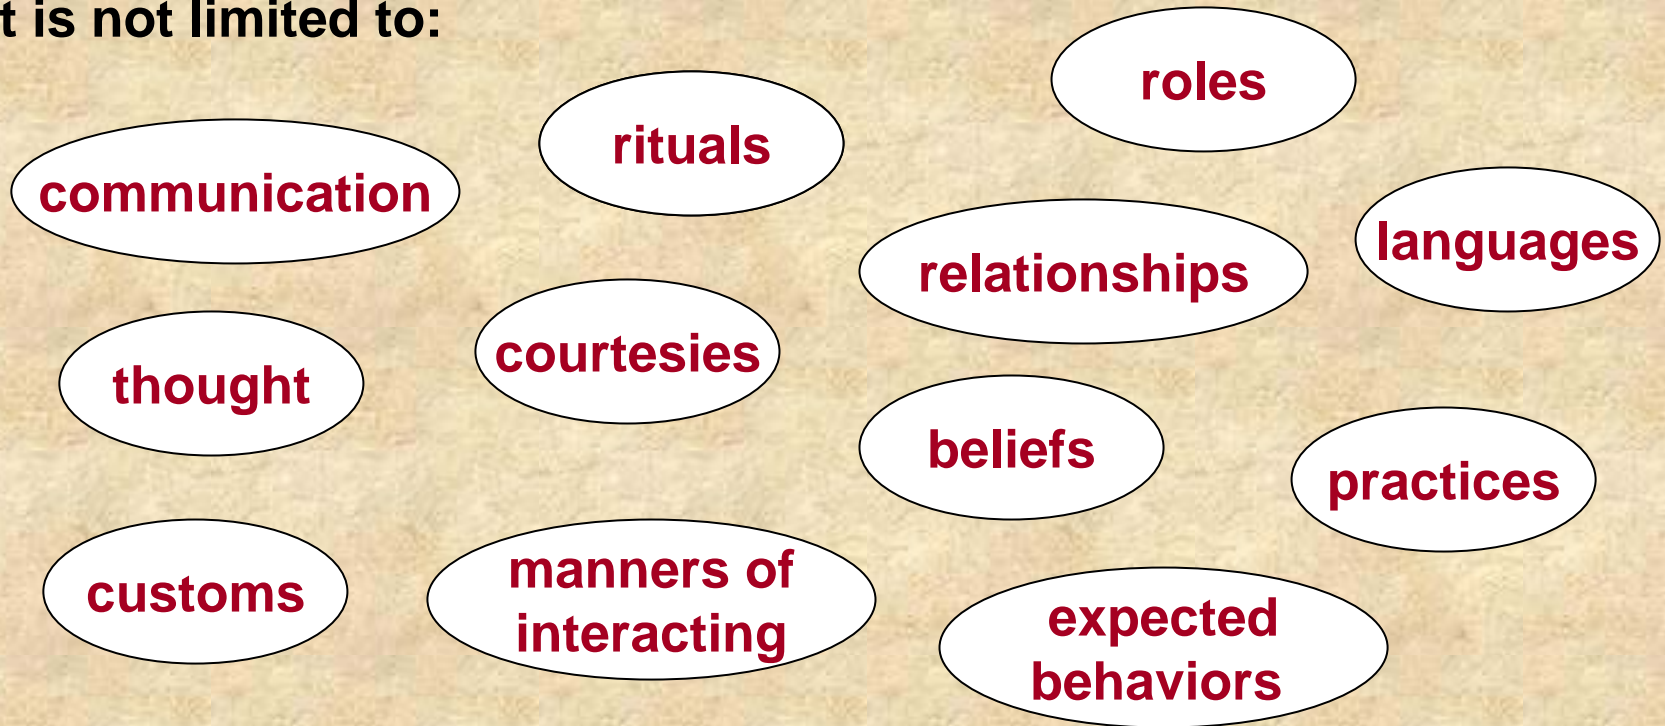 t is not limited to:
roles
rituals
communication
languages
relationships
courtesies
thought
beliefs
practices
customs
manners of
interacting
expected
behaviors